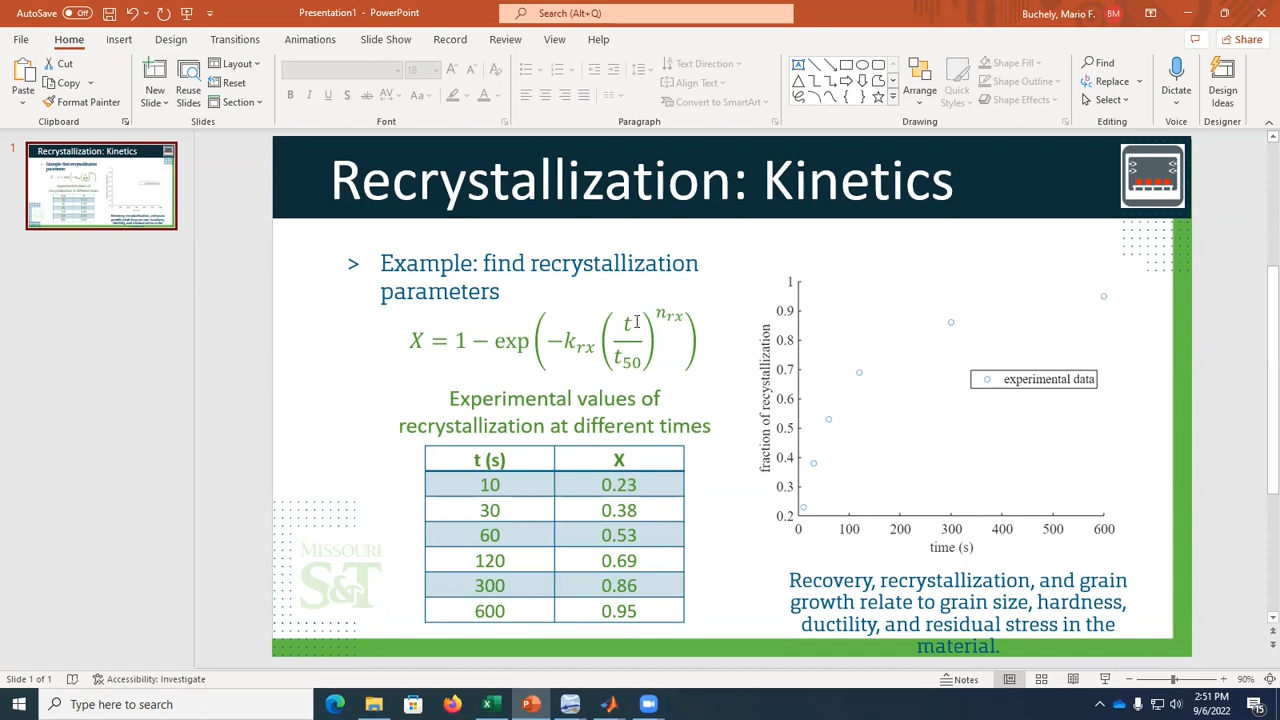 AutoSave Off
Presentation1 - PowerPoint
Search (Alt+Q)
Buchely, Mario F. MB
File Home Insert Draw Design Transitions Animations Slide Show Record Review View Help
Share
Paste
Cut
Copy
Format Painter
Clipboard
New Slide
Reuse Slides
Layout
Reset
Section
Slides
18
B I U S ab AV Aa A
Font
Text Direction
Align Text
Convert to SmartArt
Paragraph
Arrange
Quick Styles
Shape Fill
Shape Outline
Shape Effects
Drawing
Find
Replace
Select
Editing
Dictate
Voice
Design Ideas
Designer
1
Recrystallization: Kinetics
> Example: find recrystallization
parameters
X = 1 − exp(−k_rx (t/t_50)^n_rx)
Experimental values of
recrystallization at different times
t (s) X
10 0.23
30 0.38
60 0.53
120 0.69
300 0.86
600 0.95
MISSOURI
S&T
fraction of recystallization
1
0.9
0.8
0.7
0.6
0.5
0.4
0.3
0.2
experimental data
0 100 200 300 400 500 600
time (s)
Recovery, recrystallization, and grain
growth relate to grain size, hardness,
ductility, and residual stress in the
material.
Slide 1 of 1
Accessibility: Investigate
Notes
90%
Type here to search
2:51 PM
9/6/2022